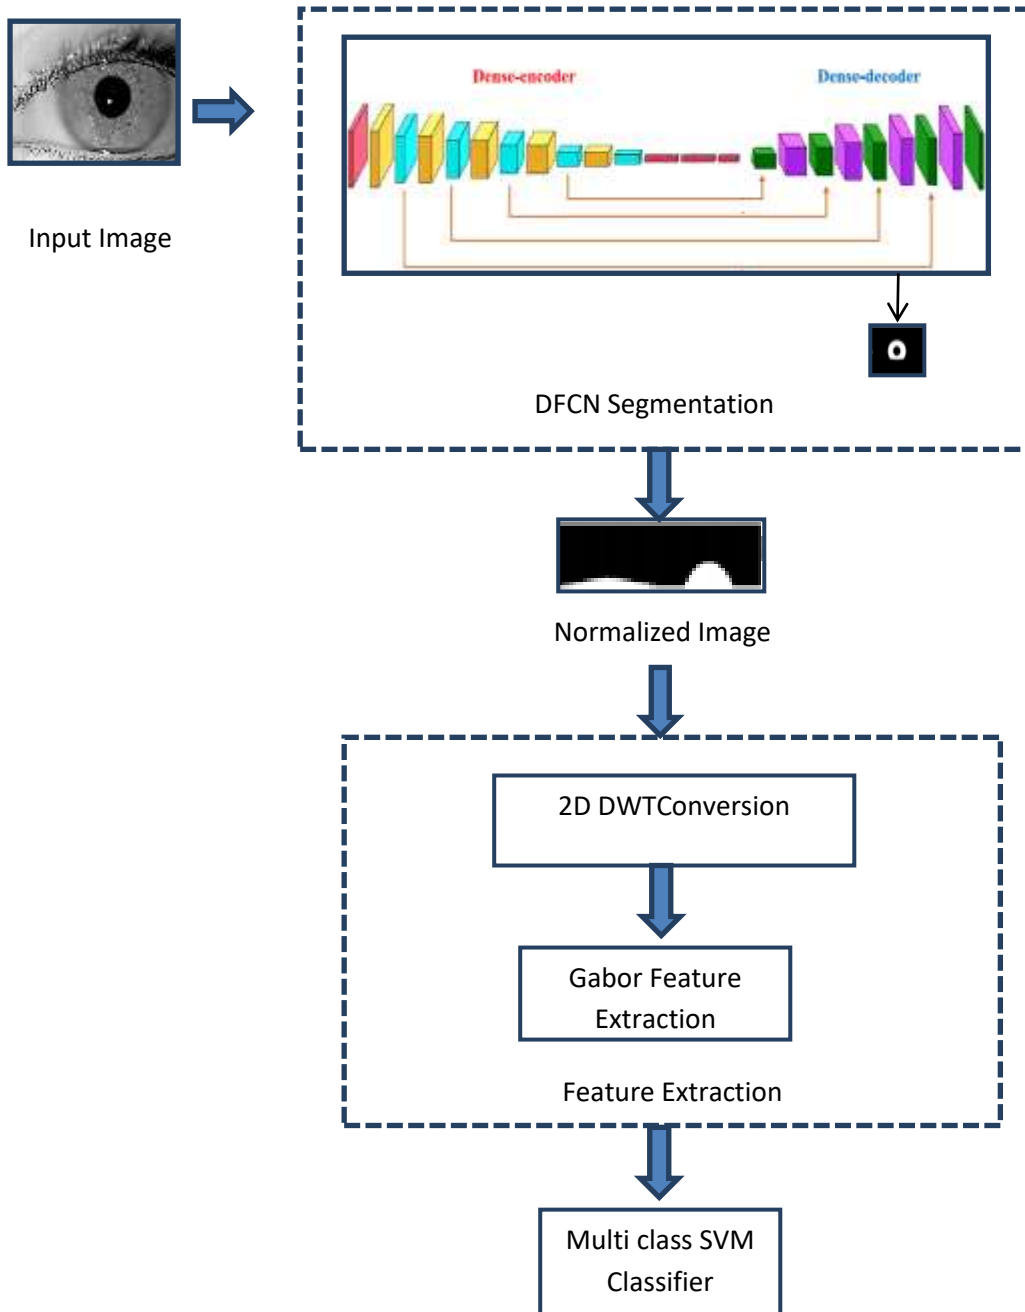 Dense-encoder
Dense-decoder
Input Image
DFCN Segmentation
Normalized Image
2D DWTConversion
Gabor Feature
Extraction
Feature Extraction
Multi class SVM
Classifier